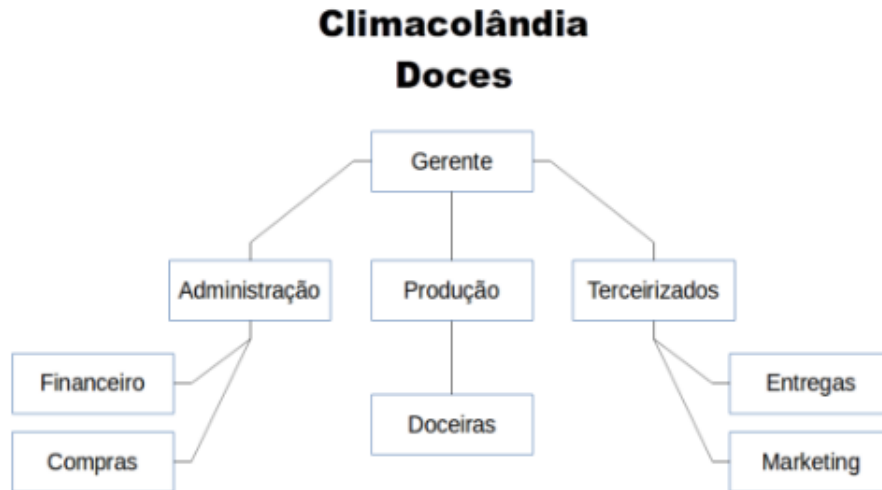 Climacolândia
Doces
Gerente
Administração
Produção
Terceirizados
Financeiro
Compras
Doceiras
Entregas
Marketing